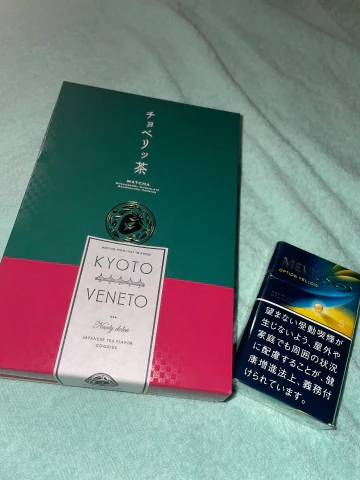 チョベリッ茶
MATCHA
KYOTO
VENETO
Newly dolce
JAPANESE TEA FLAVOR
COOKIES
MEVIUS
OPTION YELLOW
望まない受動喫煙が
生じないよう、屋外や
家庭でも周囲の状況
に配慮することが、健
康増進法上、義務付
けられています。